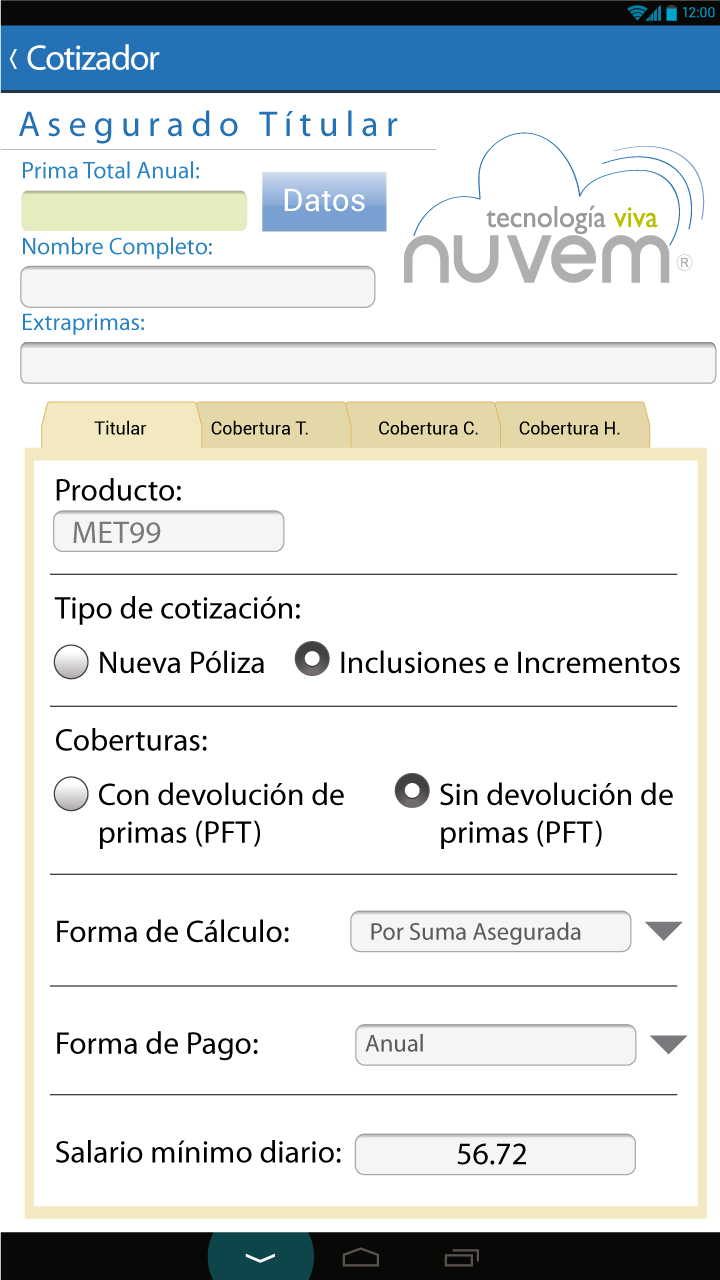 12:00
Cotizador
Asegurado Títular
Prima Total Anual:
Datos
tecnología viva
nuvem®
Nombre Completo:
Extraprimas:
Titular
Cobertura T.
Cobertura C.
Cobertura H.
Producto:
MET99
Tipo de cotización:
Nueva Póliza
Inclusiones e Incrementos
Coberturas:
Con devolución de
primas (PFT)
Sin devolución de
primas (PFT)
Forma de Cálculo:
Por Suma Asegurada
Forma de Pago:
Anual
Salario mínimo diario:
56.72